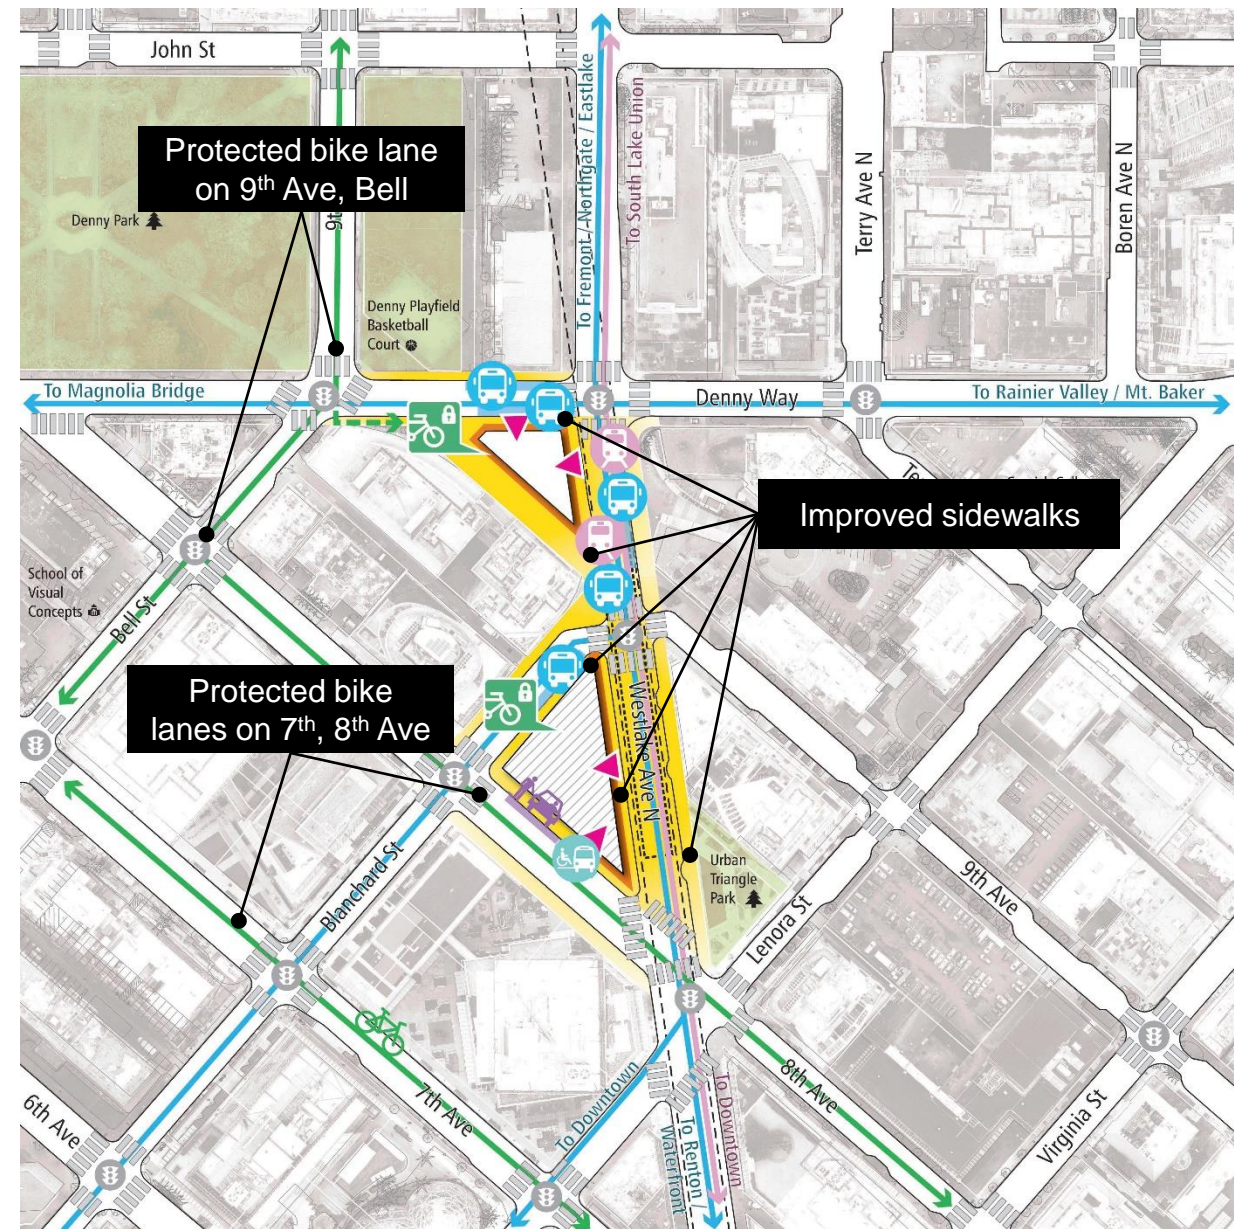 John St
To Fremont / Northgate / Eastlake
To South Lake Union
Terry Ave N
Boren Ave N
Protected bike lane
on 9th Ave, Bell
Denny Park
Denny Playfield
Basketball
Court
To Magnolia Bridge
Denny Way
To Rainier Valley / Mt. Baker
Improved sidewalks
School of
Visual
Concepts
Bell St
Protected bike
lanes on 7th, 8th Ave
Westlake Ave N
Blanchard St
Urban
Triangle
Park
Lenora St
9th Ave
6th Ave
7th Ave
To Downtown
To Renton /
Waterfront
To Downtown
8th Ave
Virginia St